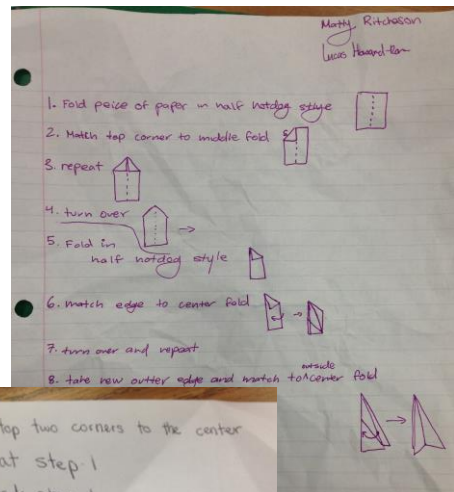 Matty Ritcheson
Lucas
1. Fold peice of paper in half hotdog style
2. Match top corner to middle fold
3. repeat
4. turn over
5. Fold in
half hotdog style
6. match edge to center fold
7. turn over and repeat
8. take new outter edge and match to outside center fold
top two corners to the center
at step 1